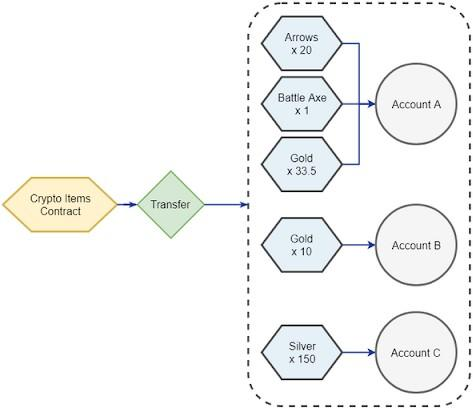 Arrows
x 20
Battle Axe
x 1
Account A
Gold
x 33.5
Crypto Items
Contract
Transfer
Gold
x 10
Account B
Silver
x 150
Account C